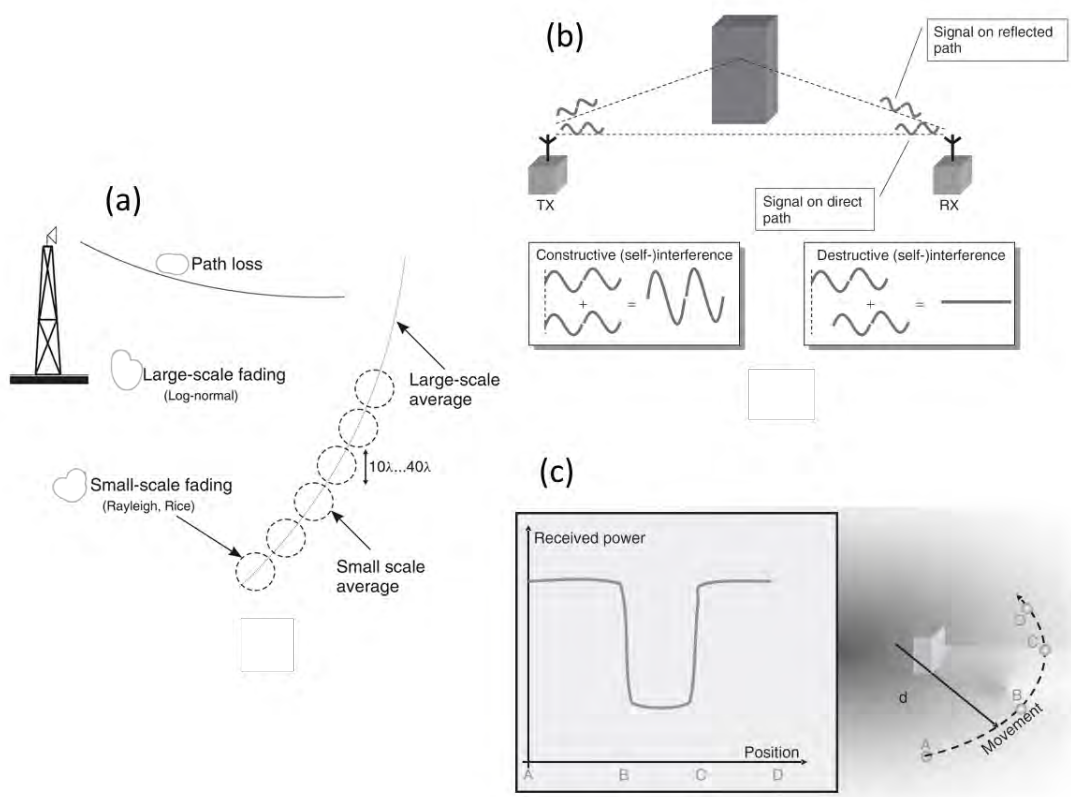 (a)
Path loss
Large-scale fading
(Log-normal)
Large-scale
average
10λ...40λ
Small-scale fading
(Rayleigh, Rice)
Small scale
average
(b)
Signal on reflected
path
TX
RX
Signal on direct
path
Constructive (self-)interference
+
=
Destructive (self-)interference
+
=
(c)
Received power
Position
A
B
C
D
D
C
B
A
d
Movement